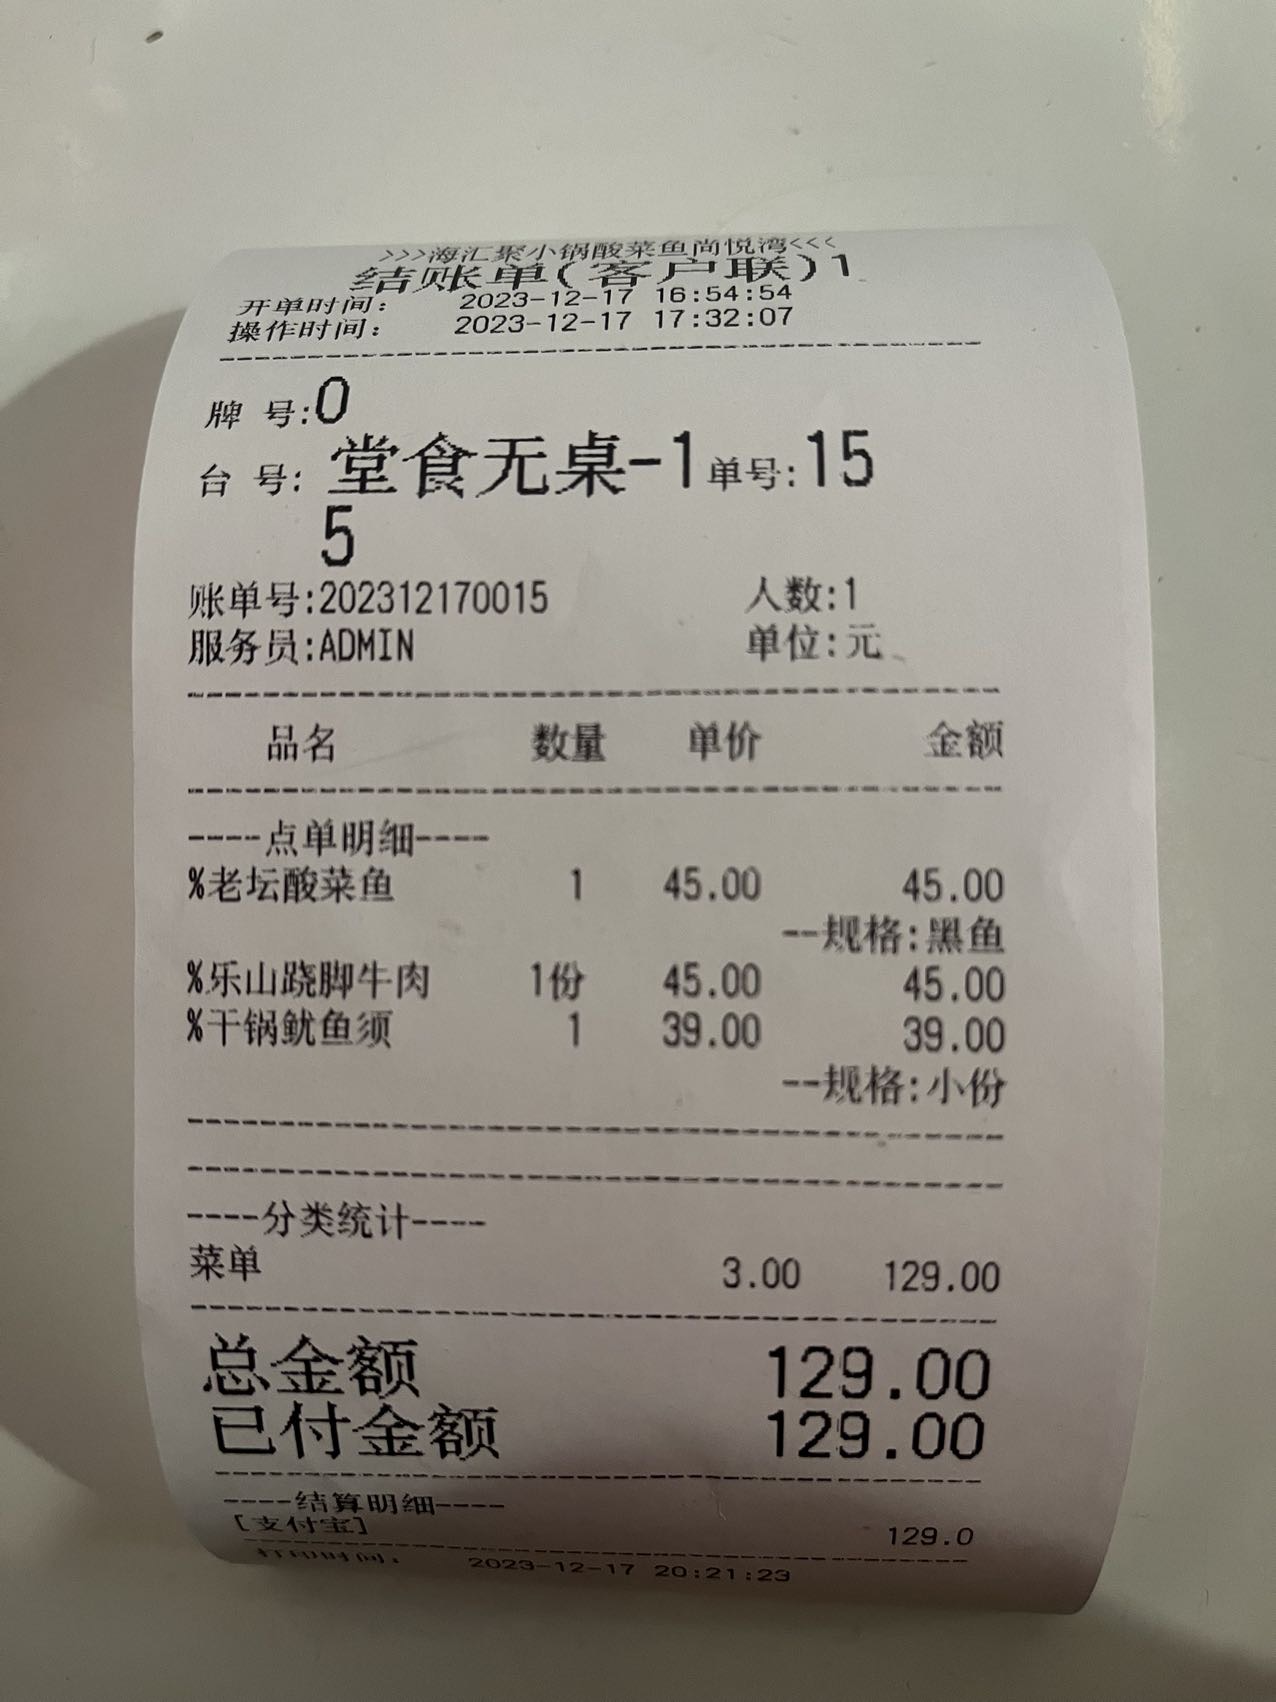 >>>海汇聚小锅酸菜鱼尚悦湾<<<
结账单(客户联)1
开单时间: 2023-12-17 16:54:54
操作时间: 2023-12-17 17:32:07
牌 号:0
台 号: 堂食无桌-1 单号:15
5
账单号:202312170015 人数:1
服务员:ADMIN 单位:元
品名 数量 单价 金额
----点单明细----
%老坛酸菜鱼 1 45.00 45.00
--规格:黑鱼
%乐山跷脚牛肉 1份 45.00 45.00
%干锅鱿鱼须 1 39.00 39.00
--规格:小份
----分类统计----
菜单 3.00 129.00
总金额 129.00
已付金额 129.00
----结算明细----
[支付宝] 129.0
打印时间: 2023-12-17 20:21:23